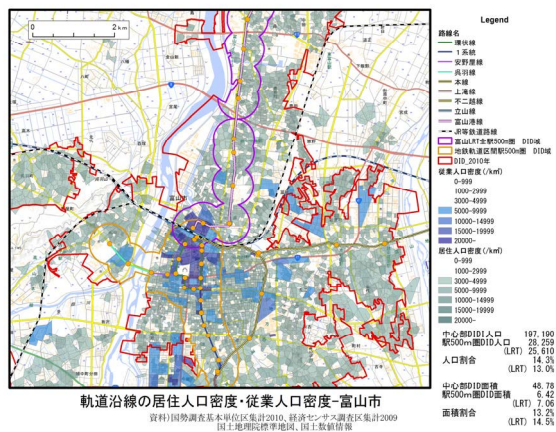 0 2 km
富山市
Legend
路線名
環状線
1系統
安野屋線
呉羽線
本線
上滝線
不二越線
立山線
富山港線
JR等鉄道路線
富山LRT全駅500m圏 DID域
地鉄軌道区間駅500m圏 DID域
DID_2010年
従業人口密度(/k㎡)
0-999
1000-2999
3000-4999
5000-9999
10000-14999
15000-19999
20000-
居住人口密度(/k㎡)
0-999
1000-2999
3000-4999
5000-9999
10000-14999
15000-19999
20000-
中心部DIDI人口 197,190
駅500m圏DID人口 28,259
(LRT) 25,610
人口割合 14.3%
(LRT) 13.0%
中心部DID面積 48.78
駅500m圏DID面積 6.42
(LRT) 7.06
面積割合 13.2%
(LRT) 14.5%
軌道沿線の居住人口密度・従業人口密度-富山市
資料)国勢調査基本単位区集計2010、経済センサス調査区集計2009
国土地理院標準地図、国土数値情報